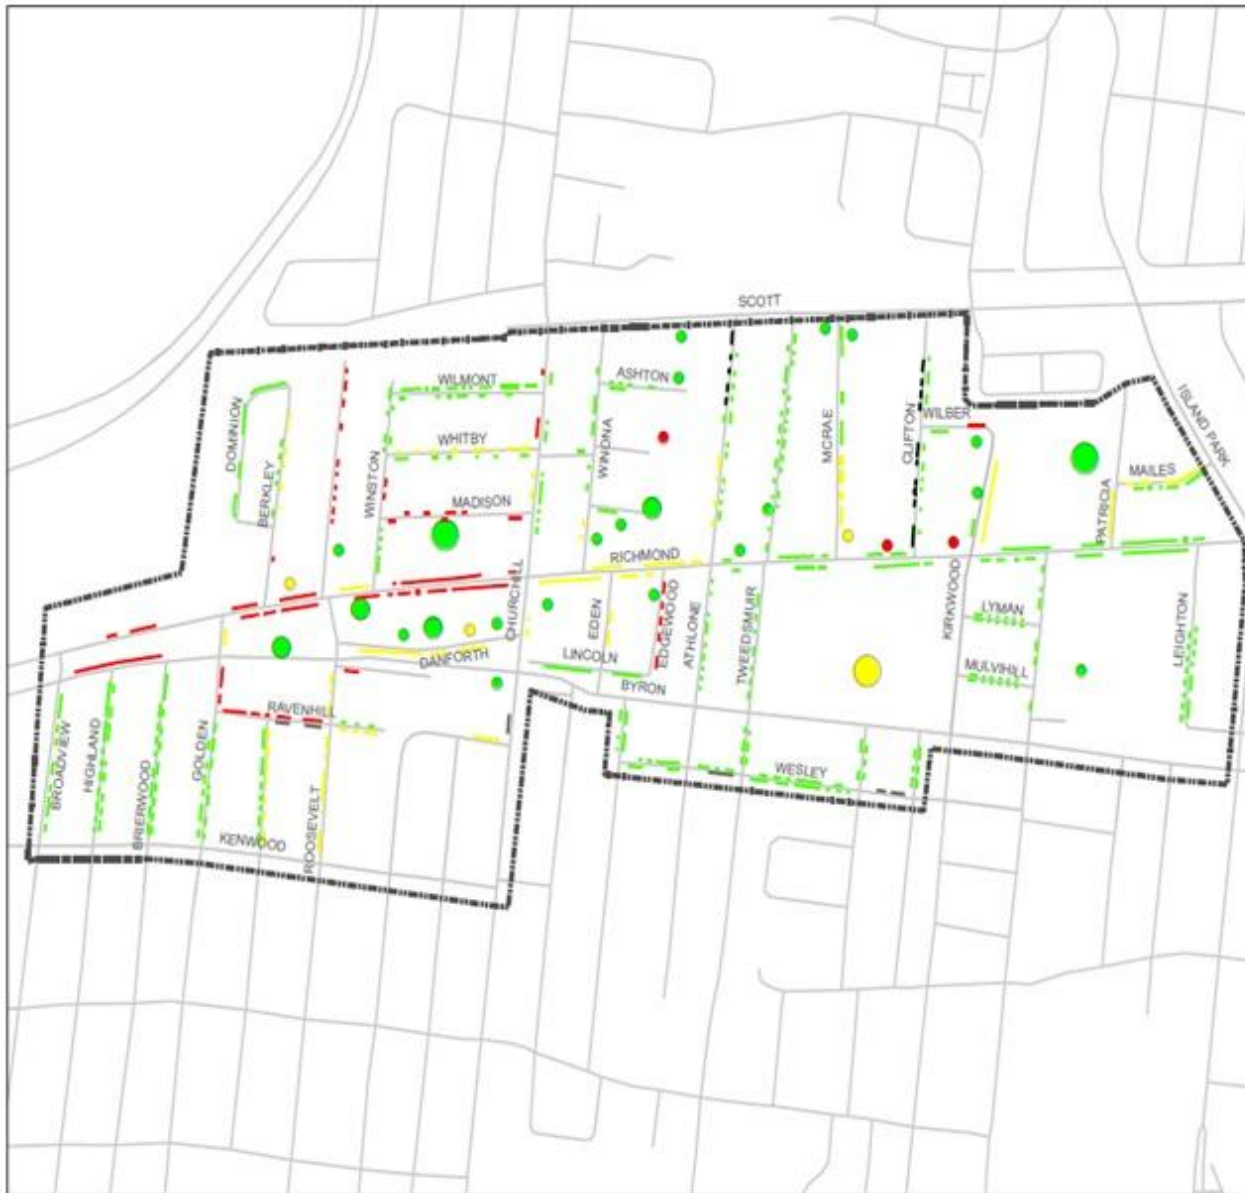 SCOTT
WILMONT
ASHTON
DOMINION
WINONA
ISLAND PARK
WHITBY
MCRAE
CLIFTON
WILBER
BERKLEY
WINSTON
MADISON
PATRICIA
MAILES
RICHMOND
CHURCHILL
EDEN
EDGEWOOD
KIRKWOOD
LYMAN
LEIGHTON
DANFORTH
LINCOLN
BYRON
ATHLONE
TWEEDSMUIR
MULVIHILL
RAVENHILL
BROADVIEW
HIGHLAND
BRIERWOOD
GOLDEN
WESLEY
KENWOOD
ROOSEVELT